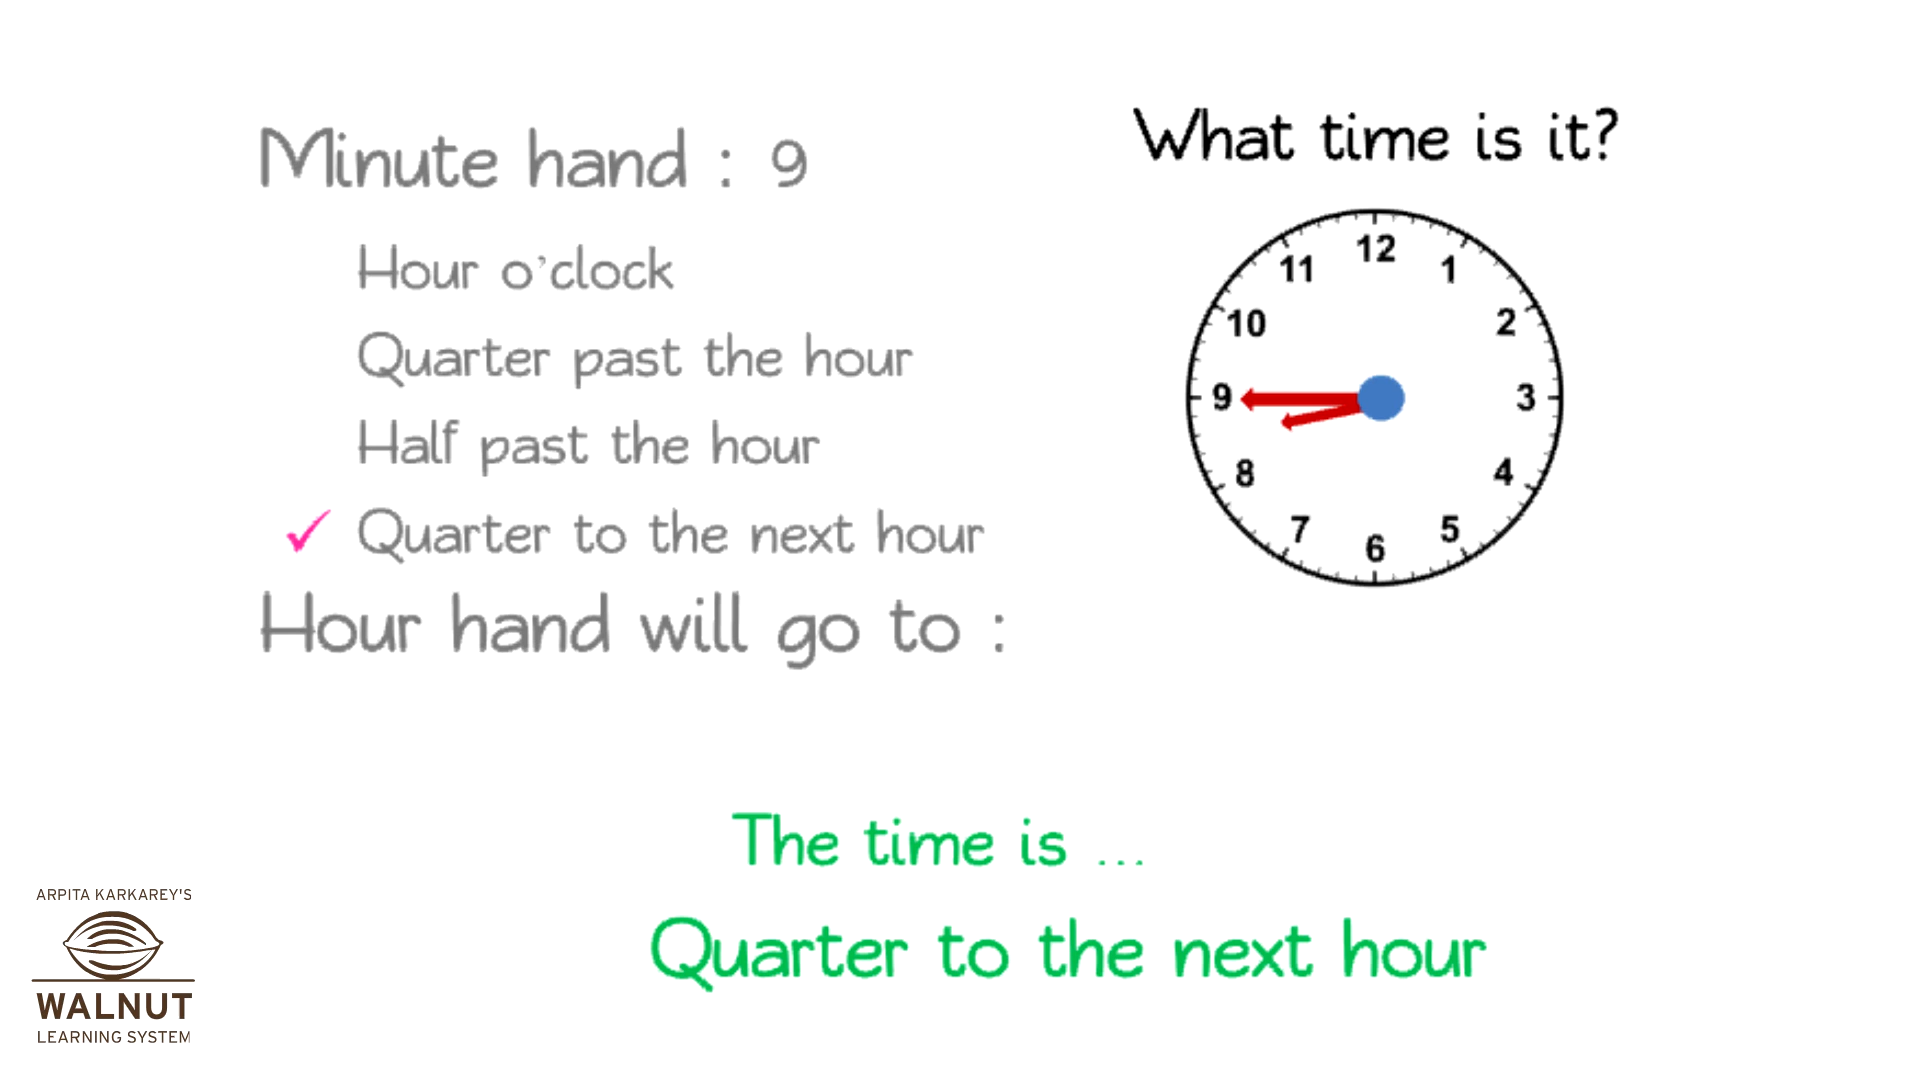 Minute hand : 9
Hour o'clock
Quarter past the hour
Half past the hour
✓ Quarter to the next hour
Hour hand will go to :
What time is it?
12
11
1
10
2
9
3
8
4
7
5
6
The time is ...
Quarter to the next hour
ARPITA KARKAREY'S
WALNUT
LEARNING SYSTEM